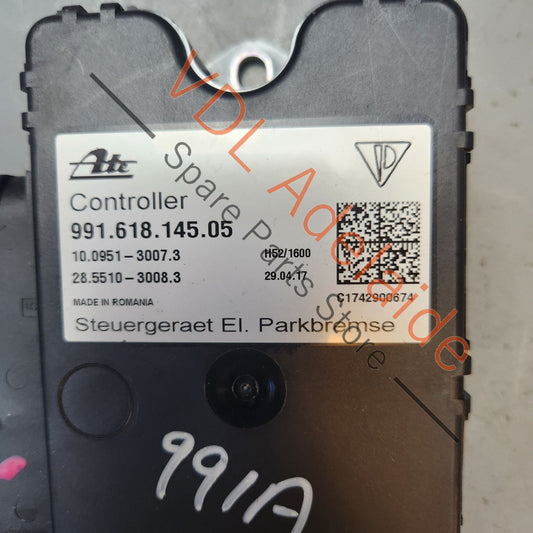 Ate
Controller
991.618.145.05
10.0951-3007.3 H52/1600
28.5510-3008.3 29.04.17
C1742900674
MADE IN ROMANIA
Steuergeraet El. Parkbremse
991A
VDL Adelaide
Spare Parts Store